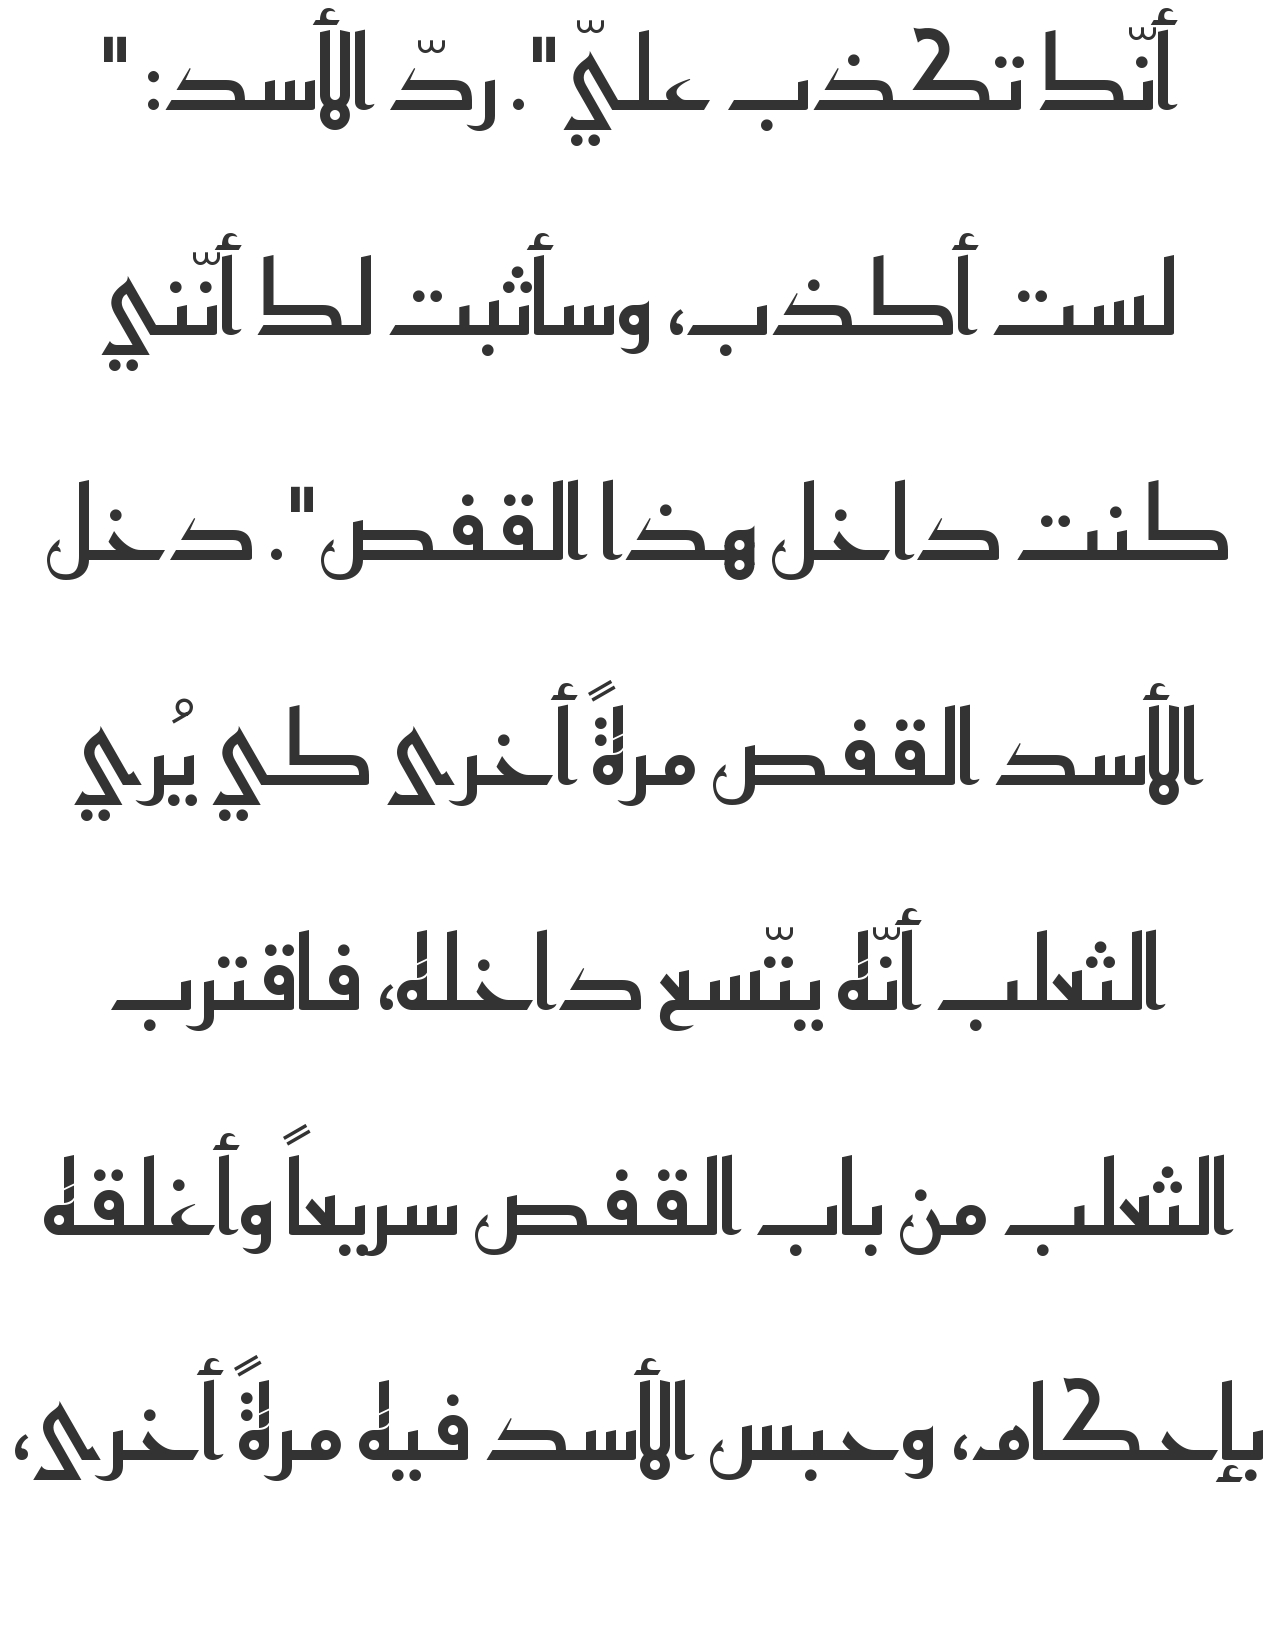 أنّك تكذب عليّ". ردّ الأسد: "
لست أكذب، وسأثبت لك أنّني
كنت داخل هذا القفص". دخل
الأسد القفص مرةً أخرى كي يُري
الثعلب أنّه يتّسع داخله، فاقترب
الثعلب من باب القفص سريعاً وأغلقه
بإحكام، وحبس الأسد فيه مرةً أخرى،